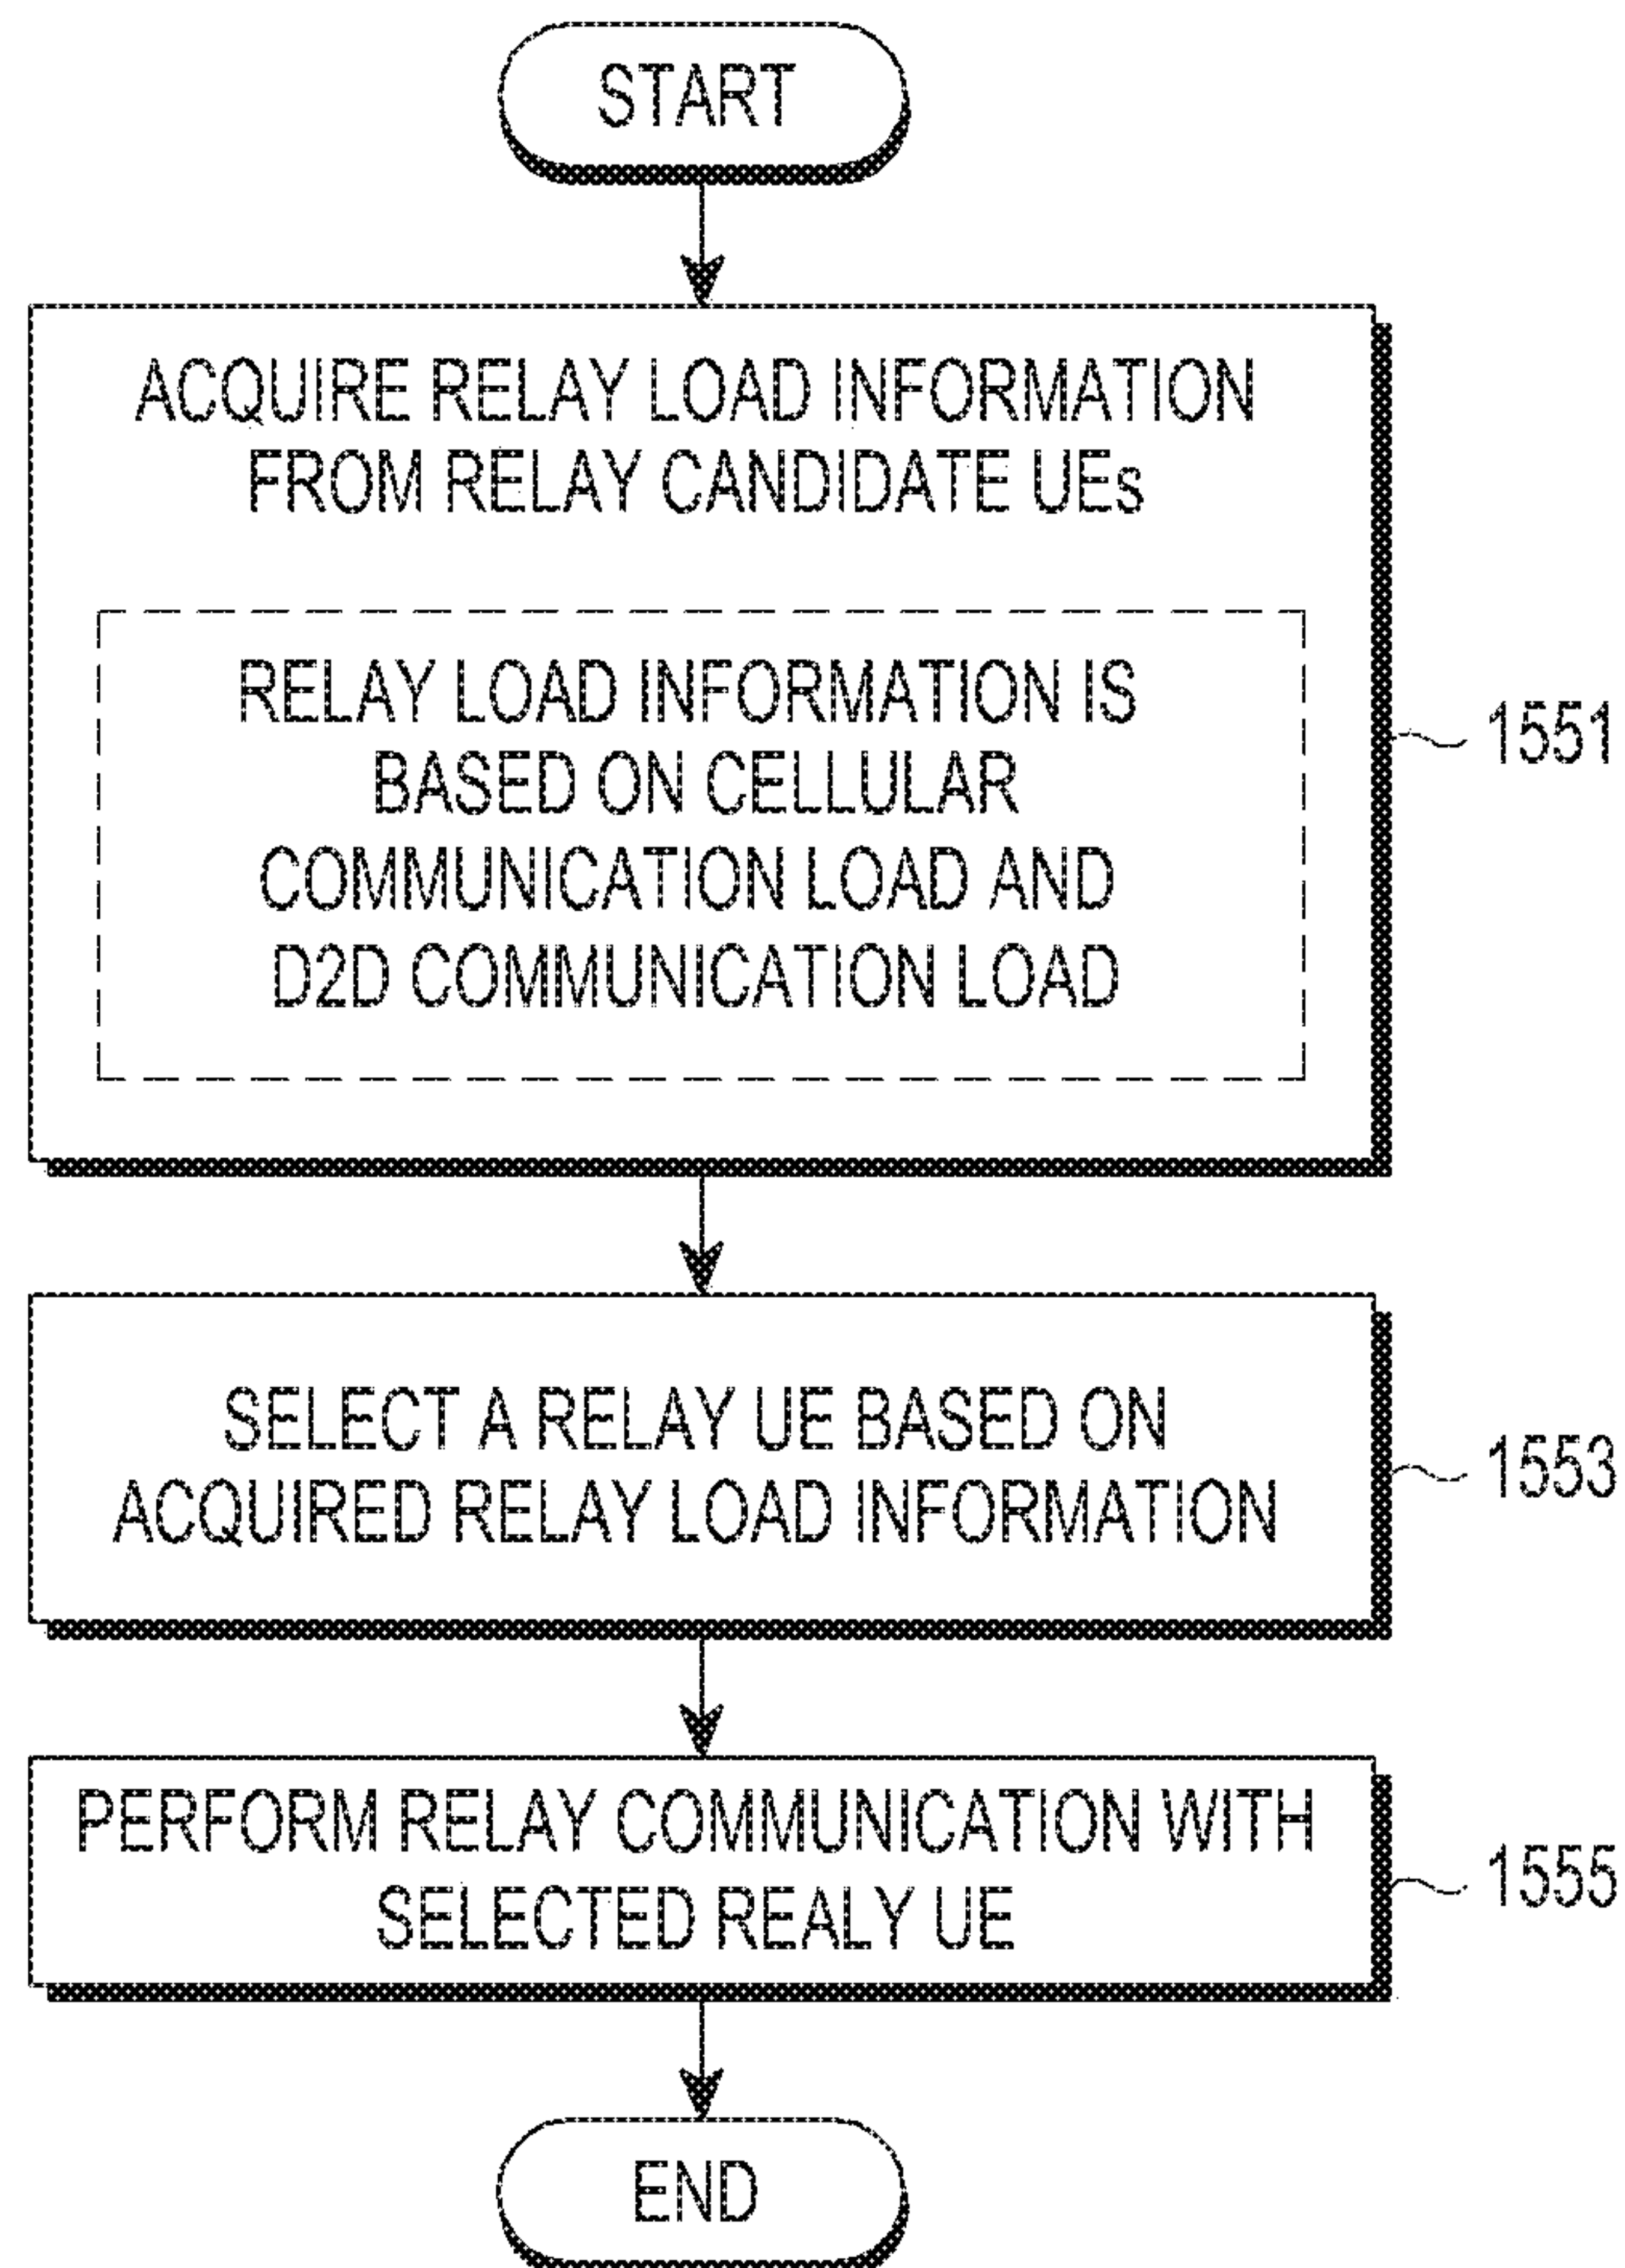 START
ACQUIRE RELAY LOAD INFORMATION
FROM RELAY CANDIDATE UEs
RELAY LOAD INFORMATION IS
BASED ON CELLULAR
COMMUNICATION LOAD AND
D2D COMMUNICATION LOAD
1551
SELECT A RELAY UE BASED ON
ACQUIRED RELAY LOAD INFORMATION
1553
PERFORM RELAY COMMUNICATION WITH
SELECTED REALY UE
1555
END